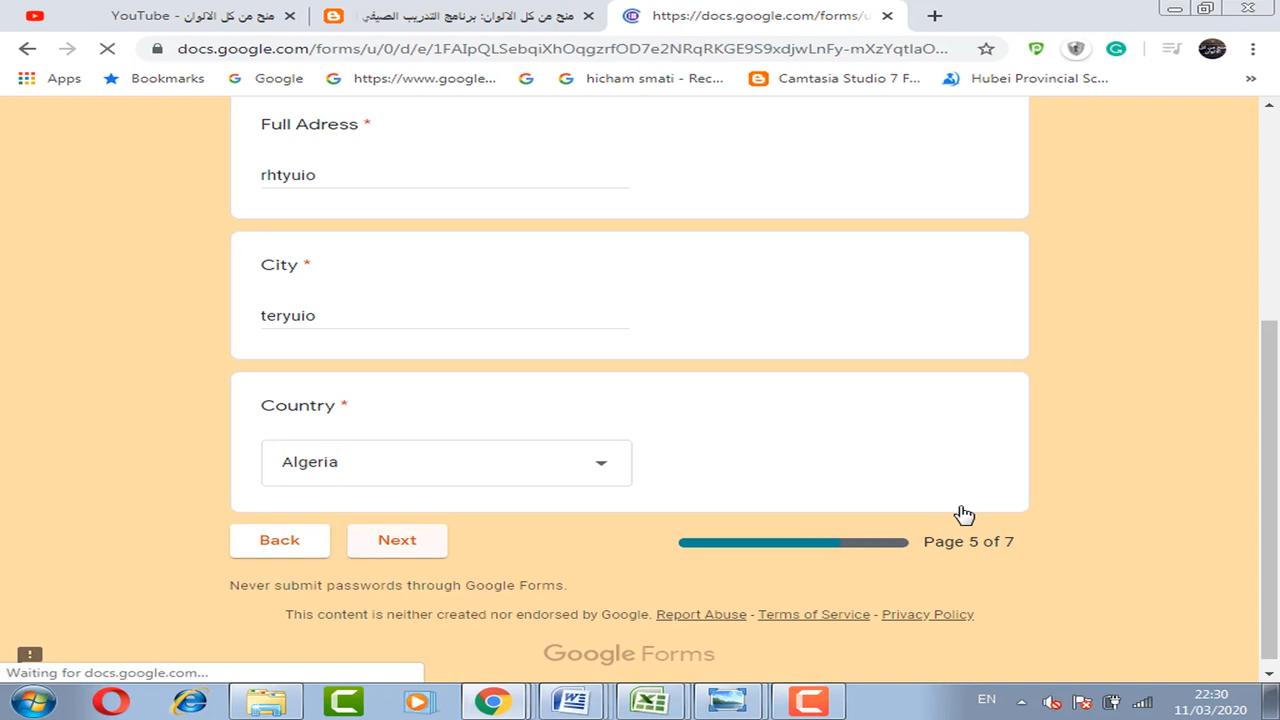 YouTube - منح من كل الالوان
منح من كل الالوان: برنامج التدريب الصيفي
https://docs.google.com/forms/u
docs.google.com/forms/u/0/d/e/
Apps
Bookmarks
Google
https://www.google...
hicham smati - Rec...
Camtasia Studio 7 F...
Hubei Provincial Sc...
»
Full Adress *
rhtyuio
City *
teryuio
Country *
Algeria
Back
Next
Page 5 of 7
Never submit passwords through Google Forms.
This content is neither created nor endorsed by Google. Report Abuse - Terms of Service - Privacy Policy
Google Forms
Waiting for docs.google.com...
EN
22:30
11/03/2020